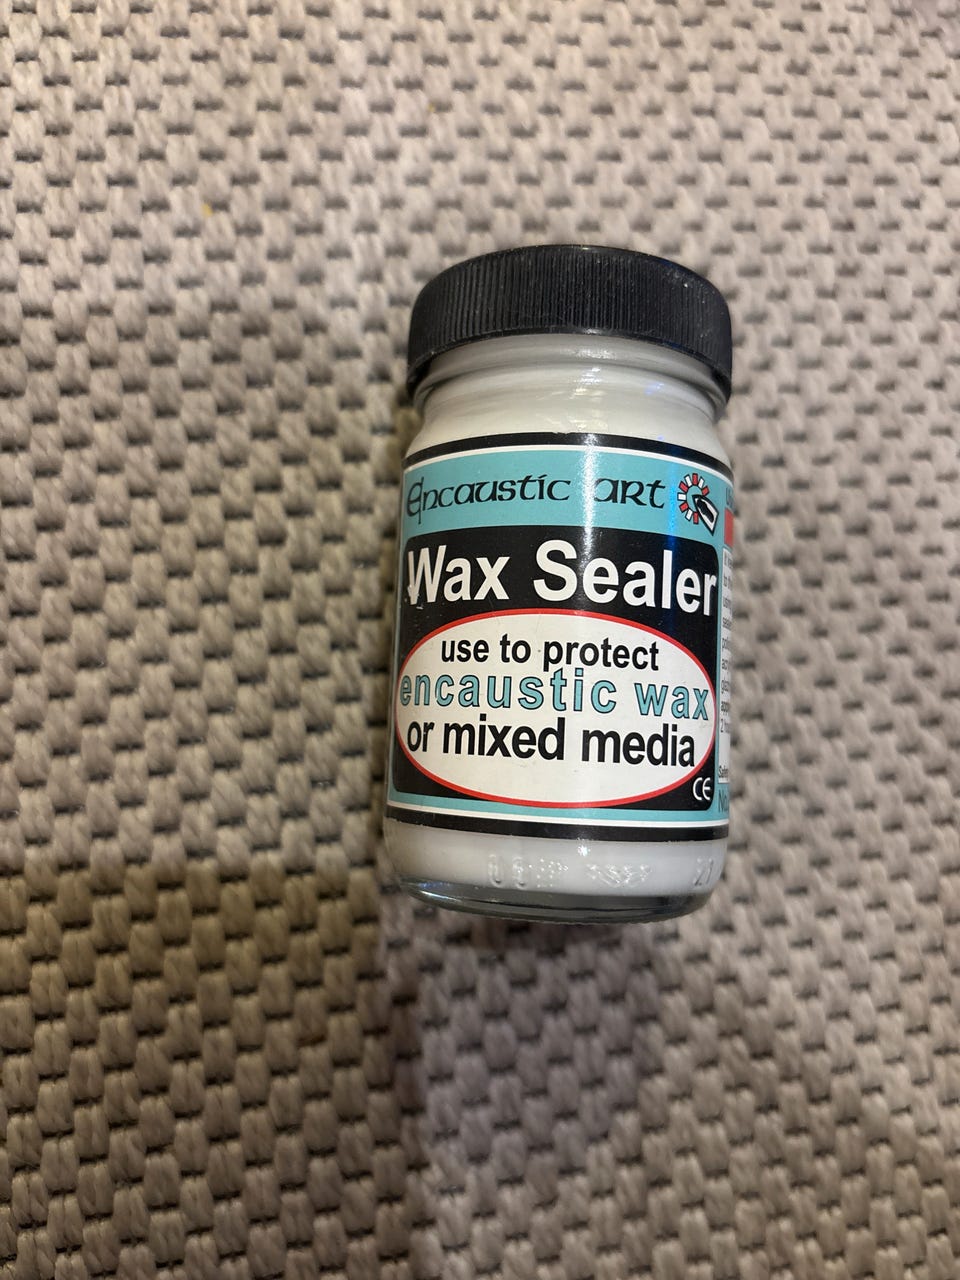 Encaustic art
Wax Sealer
use to protect
encaustic wax
or mixed media
CE